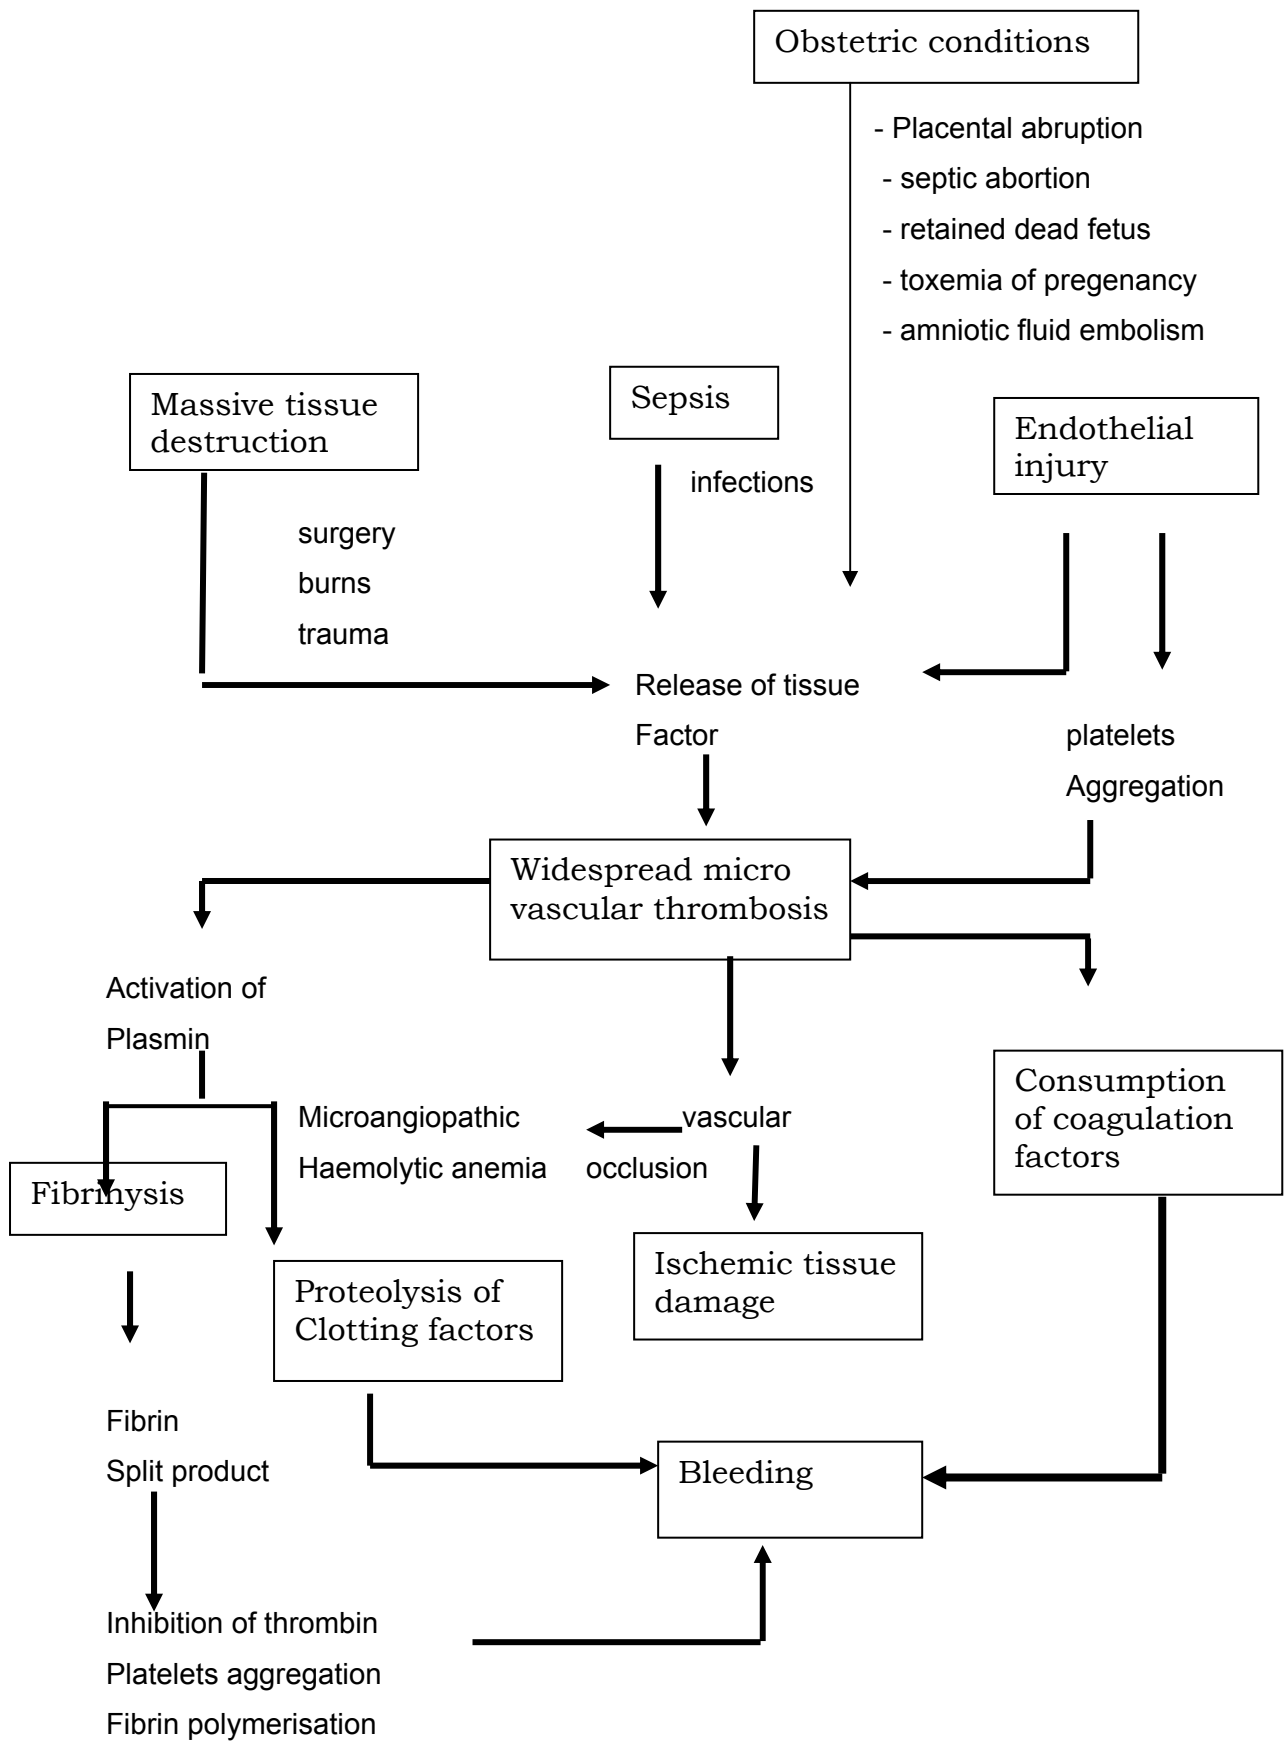 Obstetric conditions
- Placental abruption
- septic abortion
- retained dead fetus
- toxemia of pregenancy
- amniotic fluid embolism
Massive tissue
destruction
Sepsis
Endothelial
injury
infections
surgery
burns
trauma
Release of tissue
Factor
platelets
Aggregation
Widespread micro
vascular thrombosis
Activation of
Plasmin
Consumption
of coagulation
factors
Microangiopathic
Haemolytic anemia
vascular
occlusion
Fibrinysis
Proteolysis of
Clotting factors
Ischemic tissue
damage
Fibrin
Split product
Bleeding
Inhibition of thrombin
Platelets aggregation
Fibrin polymerisation